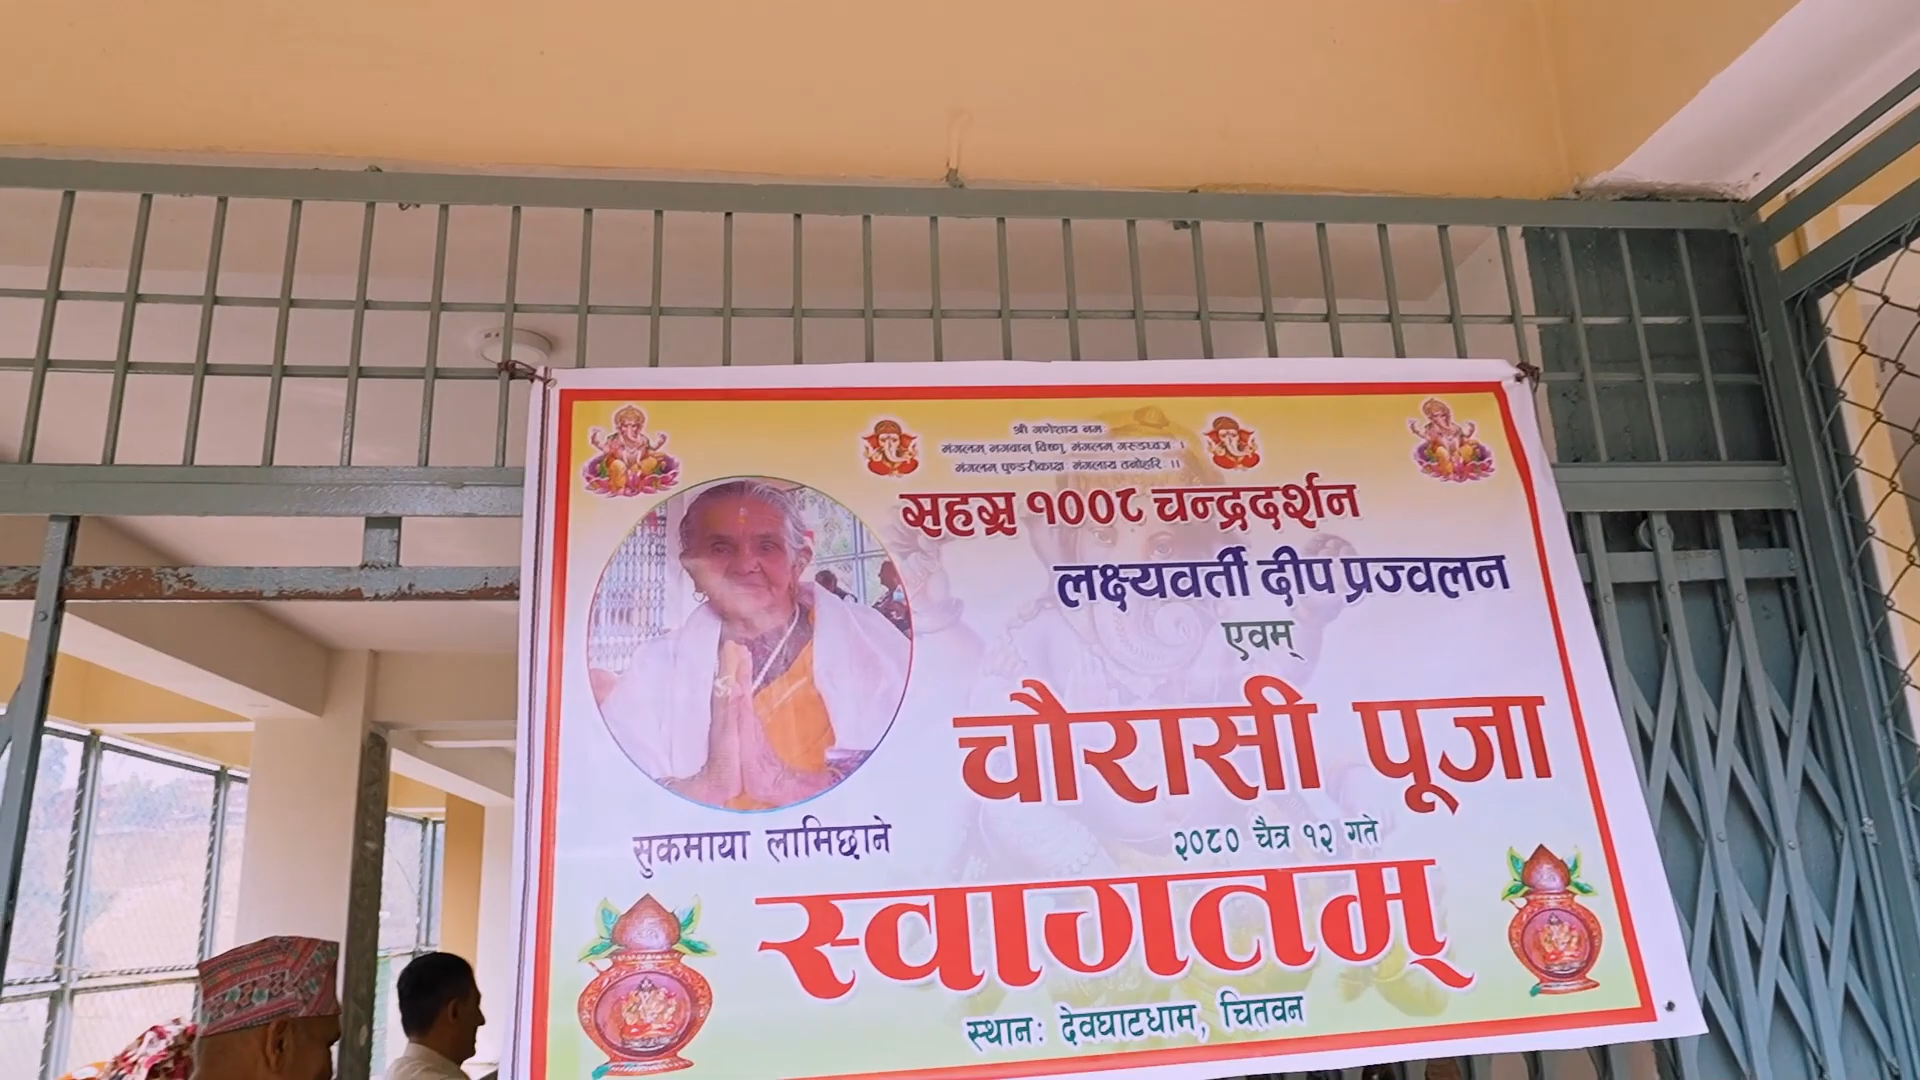 श्री गणेशाय नमः
मंगलम् भगवान् विष्णु, मंगलम् गरुडध्वज ।
मंगलम् पुण्डरीकाक्ष मंगलाय तनोहरि ।।
सहस्र १००८ चन्द्रदर्शन
लक्ष्यवर्ती दीप प्रज्वलन
एवम्
चौरासी पूजा
२०८० चैत्र १२ गते
सुकमाया लामिछाने
स्वागतम्
स्थानः देवघाटधाम, चितवन